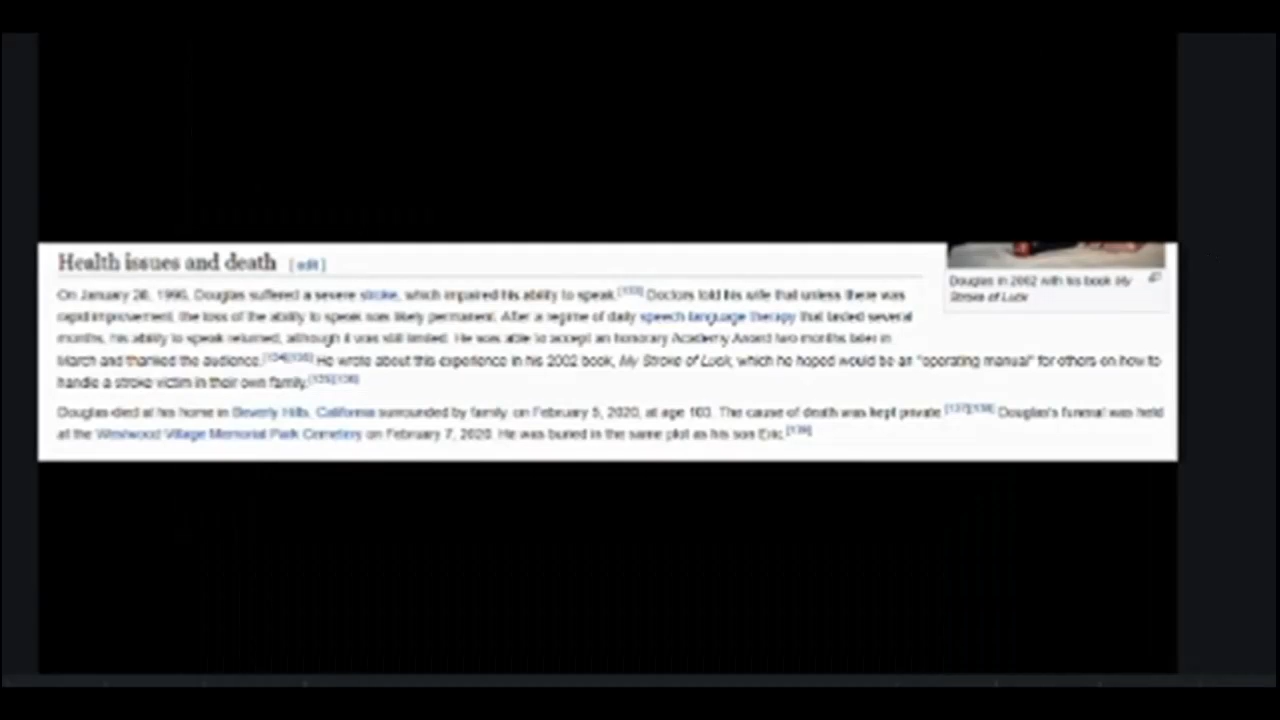 Health issues and death [ edit ]
On January 28, 1996, Douglas suffered a severe stroke, which impaired his ability to speak.[133] Doctors told his wife that unless there was
rapid improvement, the loss of the ability to speak was likely permanent. After a regime of daily speech-language therapy that lasted several
months, his ability to speak returned, although it was still limited. He was able to accept an honorary Academy Award two months later in
March and thanked the audience.[134][135] He wrote about this experience in his 2002 book, My Stroke of Luck, which he hoped would be an "operating manual" for others on how to
handle a stroke victim in their own family.[135][136]
Douglas died at his home in Beverly Hills, California surrounded by family, on February 5, 2020, at age 103. The cause of death was kept private.[137][138] Douglas's funeral was held
at the Westwood Village Memorial Park Cemetery on February 7, 2020. He was buried in the same plot as his son Eric.[139]
Douglas in 2002 with his book My
Stroke of Luck